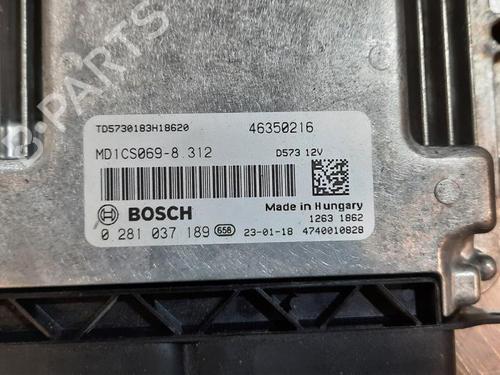 B-PARTS
TD5730183H18620 46350216
MD1CS069-8.312 D573 12V
BOSCH Made in Hungary
1263 1862
0 281 037 189 658 23-01-18 4740010828